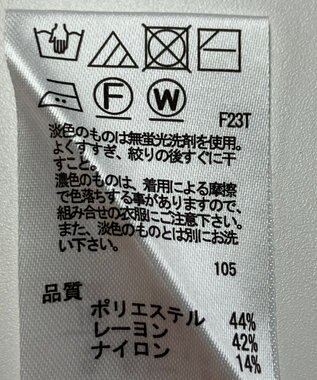 F W
F23T
淡色のものは無蛍光洗剤を使用。
よくすすぎ、絞りの後すぐに干
すこと。
濃色のものは、着用による摩擦
で色落ちする事がありますので、
組み合せの衣服にご注意下さい。
また、淡色のものとは別にお洗
い下さい。
105
品質
ポリエステル 44%
レーヨン 42%
ナイロン 14%